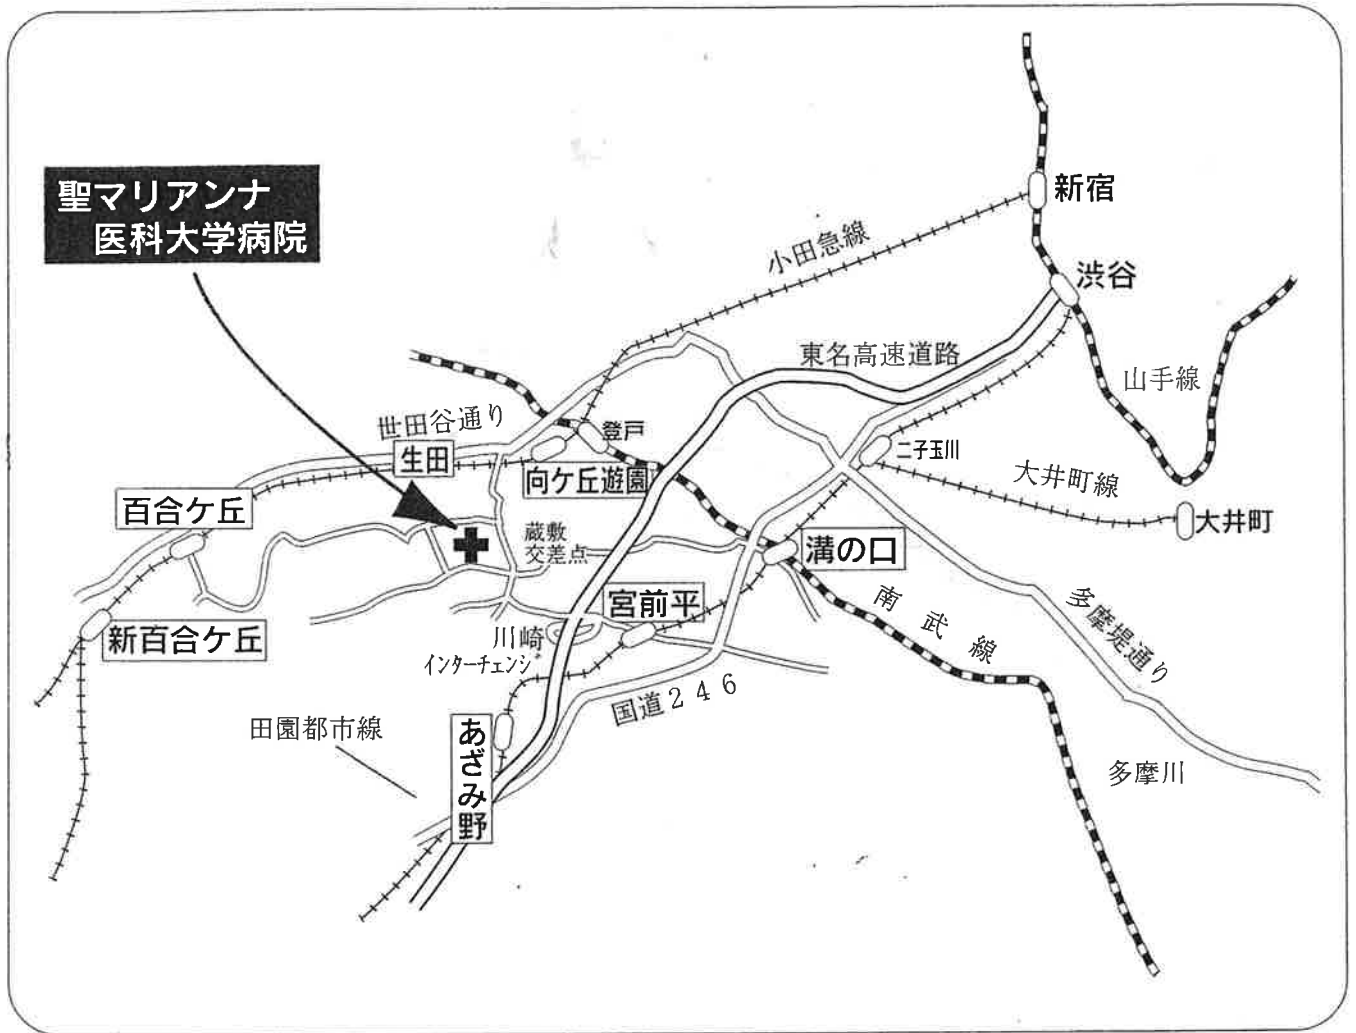 聖マリアンナ
医科大学病院
新宿
小田急線
渋谷
東名高速道路
山手線
世田谷通り
登戸
生田
二子玉川
向ケ丘遊園
大井町線
百合ケ丘
大井町
蔵敷
交差点
溝の口
宮前平
南武線
多摩堤通り
川崎
インターチェンジ
新百合ケ丘
国道246
田園都市線
あざみ野
多摩川